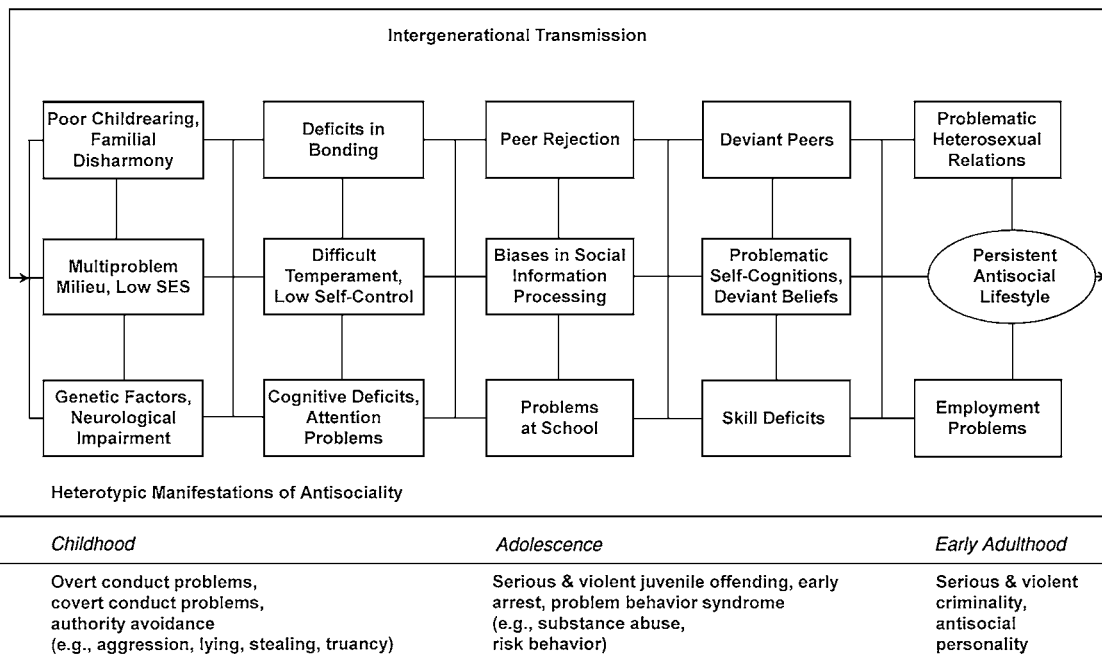 Intergenerational Transmission
Poor Childrearing,
Familial
Disharmony
Deficits in
Bonding
Peer Rejection
Deviant Peers
Problematic
Heterosexual
Relations
Multiproblem
Milieu, Low SES
Difficult
Temperament,
Low Self-Control
Biases in Social
Information
Processing
Problematic
Self-Cognitions,
Deviant Beliefs
Persistent
Antisocial
Lifestyle
Genetic Factors,
Neurological
Impairment
Cognitive Deficits,
Attention
Problems
Problems
at School
Skill Deficits
Employment
Problems
Heterotypic Manifestations of Antisociality
Childhood
Adolescence
Early Adulthood
Overt conduct problems,
covert conduct problems,
authority avoidance
(e.g., aggression, lying, stealing, truancy)
Serious & violent juvenile offending, early
arrest, problem behavior syndrome
(e.g., substance abuse,
risk behavior)
Serious & violent
criminality,
antisocial
personality